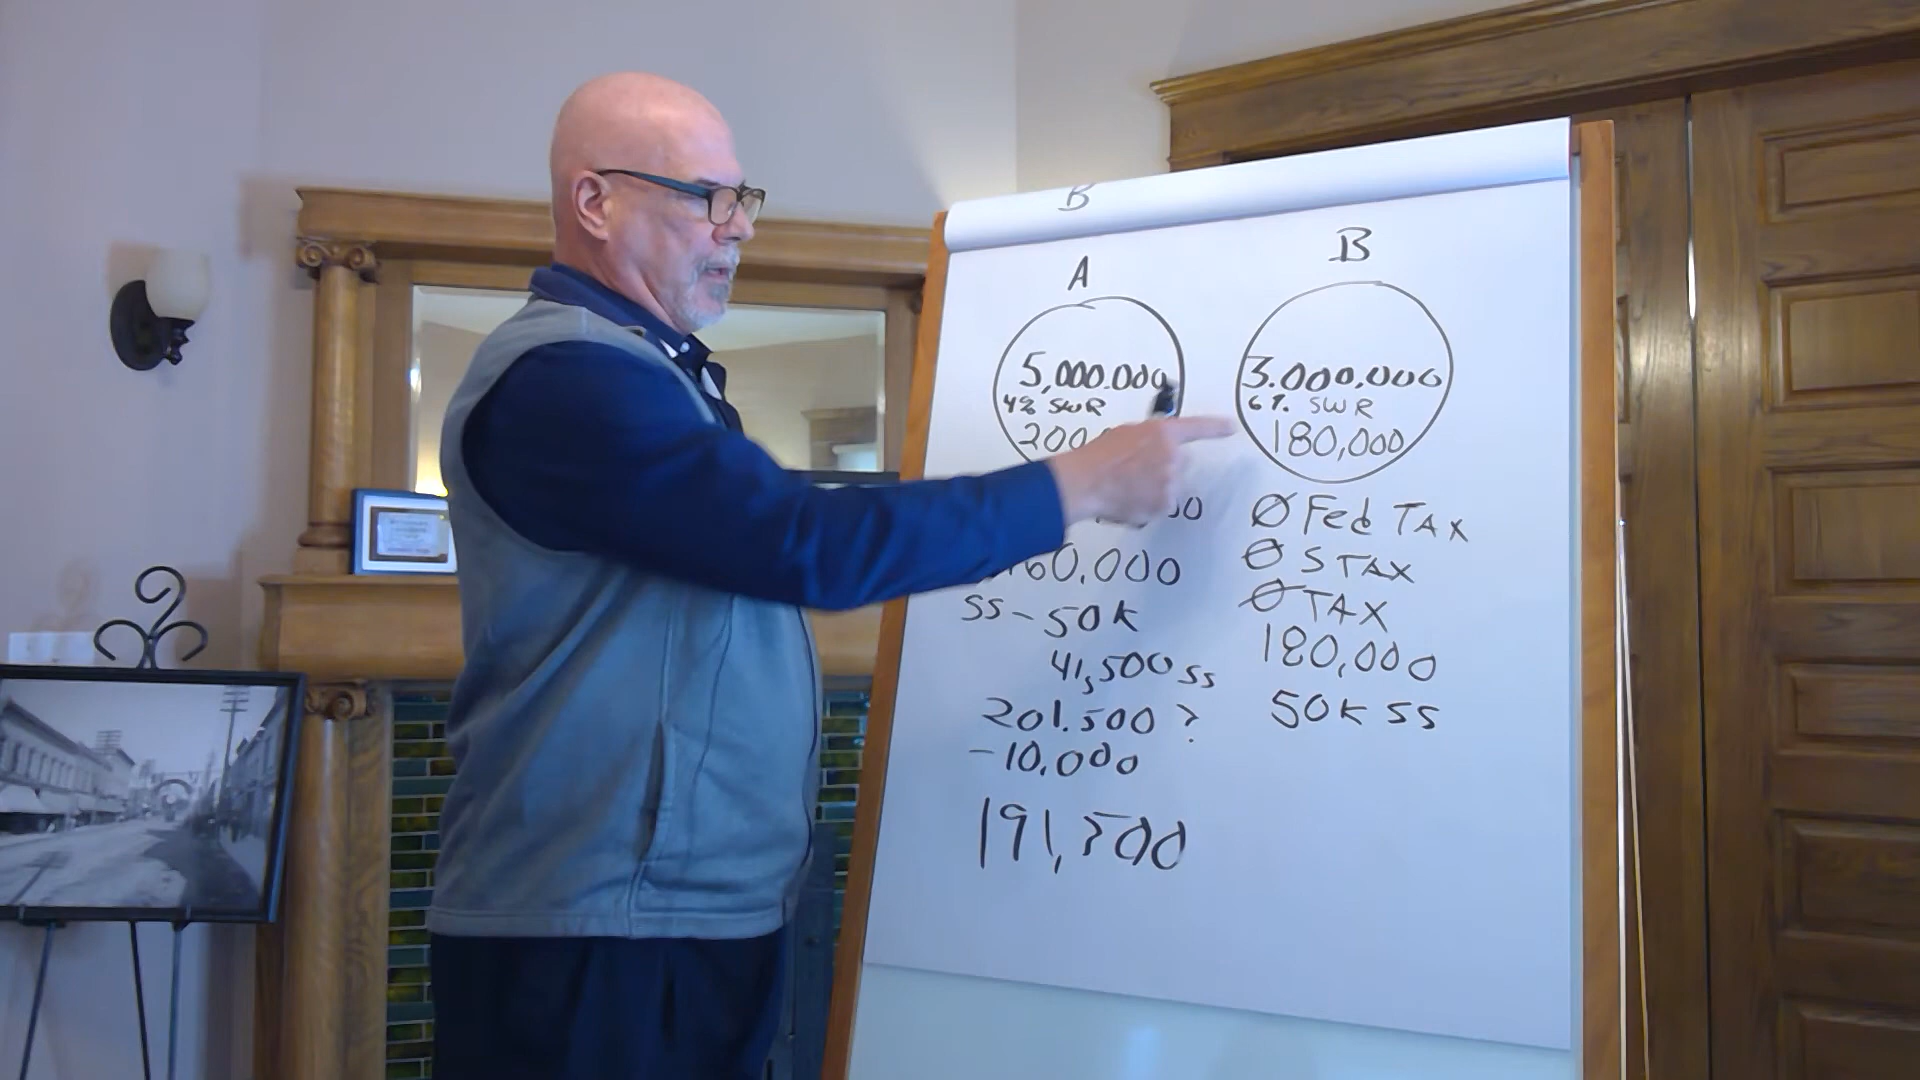 B
A
5,000.000
4% SWR
200
60.000
SS - 50K
41,500 SS
201.500 ?
-10,000
191,500
B
3.000,000
6%. SWR
180,000
Ø Fed TAX
Ø S TAX
Ø TAX
180,000
50K SS